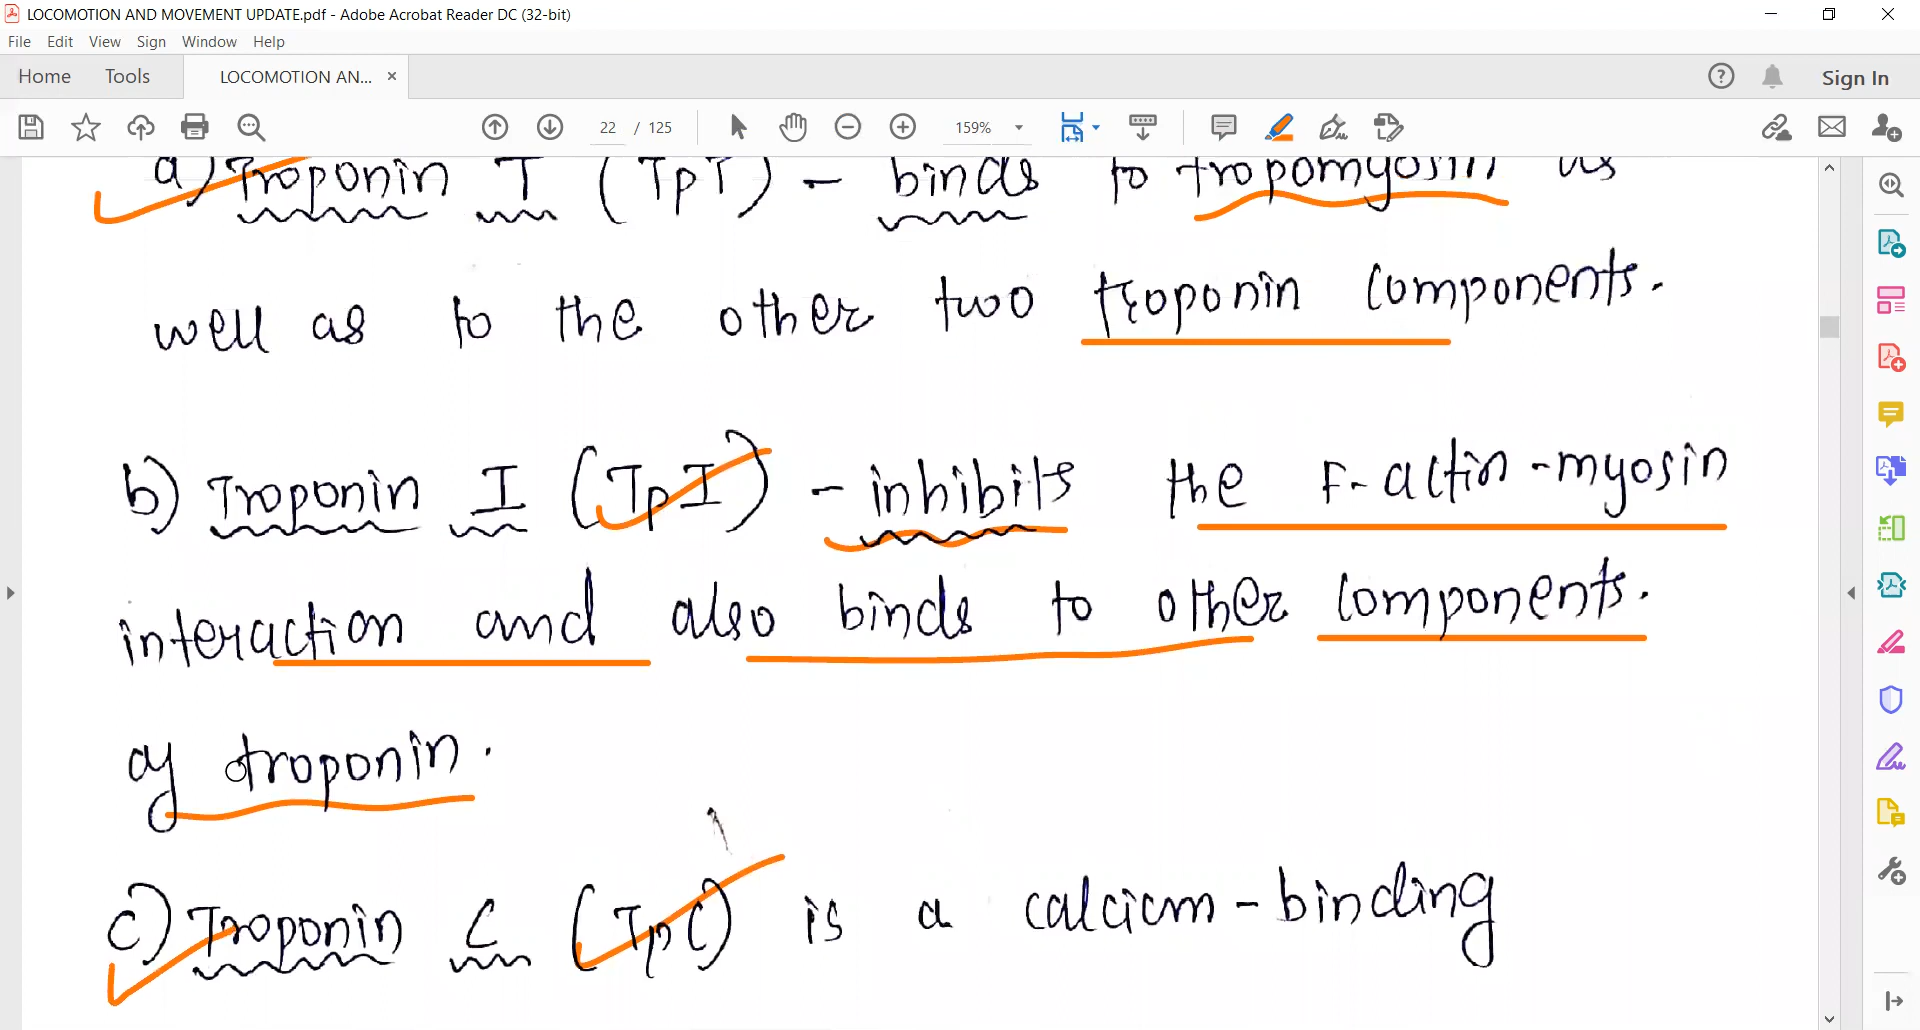 LOCOMOTION AND MOVEMENT UPDATE.pdf - Adobe Acrobat Reader DC (32-bit)
File Edit View Sign Window Help
Home Tools LOCOMOTION AN... ×
Sign In
22 / 125 159%
a) Troponin T (TpT) - binds to tropomyosin as
well as to the other two troponin components.
b) Troponin I (TpI) - inhibits the F-actin-myosin
interaction and also binds to other components.
of troponin.
c) Troponin C (TpC) is a calcium-binding